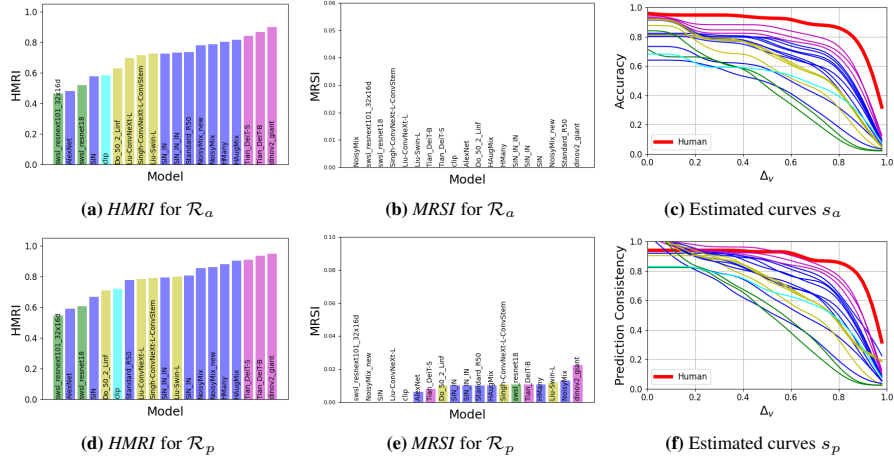 HMRI
1.0
0.8
0.6
0.4
0.2
0.0
swsl_resnext101_32x16d
AlexNet
swsl_resnet18
SIN
clip
Do_50_2_Linf
Liu-ConvNeXt-L
Singh-ConvNeXt-L-ConvStem
Liu-Swin-L
SIN_IN
SIN_IN_IN
Standard_R50
NoisyMix_new
NoisyMix
HMany
HAugMix
Tian_DeiT-S
Tian_DeiT-B
dinov2_giant
Model
(a) HMRI for ℛₐ
MRSI
0.06
0.05
0.04
0.03
0.02
0.01
0.00
NoisyMix
swsl_resnext101_32x16d
swsl_resnet18
Singh-ConvNeXt-L-ConvStem
Liu-ConvNeXt-L
Liu-Swin-L
Tian_DeiT-B
Tian_DeiT-S
clip
AlexNet
Do_50_2_Linf
HAugMix
HMany
SIN_IN_IN
SIN_IN
SIN
NoisyMix_new
Standard_R50
dinov2_giant
Model
(b) MRSI for ℛₐ
Accuracy
1.0
0.8
0.6
0.4
0.2
0.0
Human
0.0 0.2 0.4 0.6 0.8 1.0
Δᵥ
(c) Estimated curves sₐ
HMRI
1.0
0.8
0.6
0.4
0.2
0.0
swsl_resnext101_32x16d
AlexNet
swsl_resnet18
SIN
Do_50_2_Linf
clip
Standard_R50
Liu-ConvNeXt-L
Singh-ConvNeXt-L-ConvStem
SIN_IN
Liu-Swin-L
SIN_IN_IN
NoisyMix
NoisyMix_new
HMany
HAugMix
Tian_DeiT-S
Tian_DeiT-B
dinov2_giant
Model
(d) HMRI for ℛₚ
MRSI
0.10
0.08
0.06
0.04
0.02
0.00
swsl_resnext101_32x16d
NoisyMix_new
SIN
Liu-ConvNeXt-L
clip
AlexNet
Tian_DeiT-S
Do_50_2_Linf
SIN_IN
SIN_IN_IN
Standard_R50
HAugMix
Singh-ConvNeXt-L-ConvStem
swsl_resnet18
Tian_DeiT-B
HMany
Liu-Swin-L
NoisyMix
dinov2_giant
Model
(e) MRSI for ℛₚ
Prediction Consistency
1.0
0.8
0.6
0.4
0.2
0.0
Human
0.0 0.2 0.4 0.6 0.8 1.0
Δᵥ
(f) Estimated curves sₚ